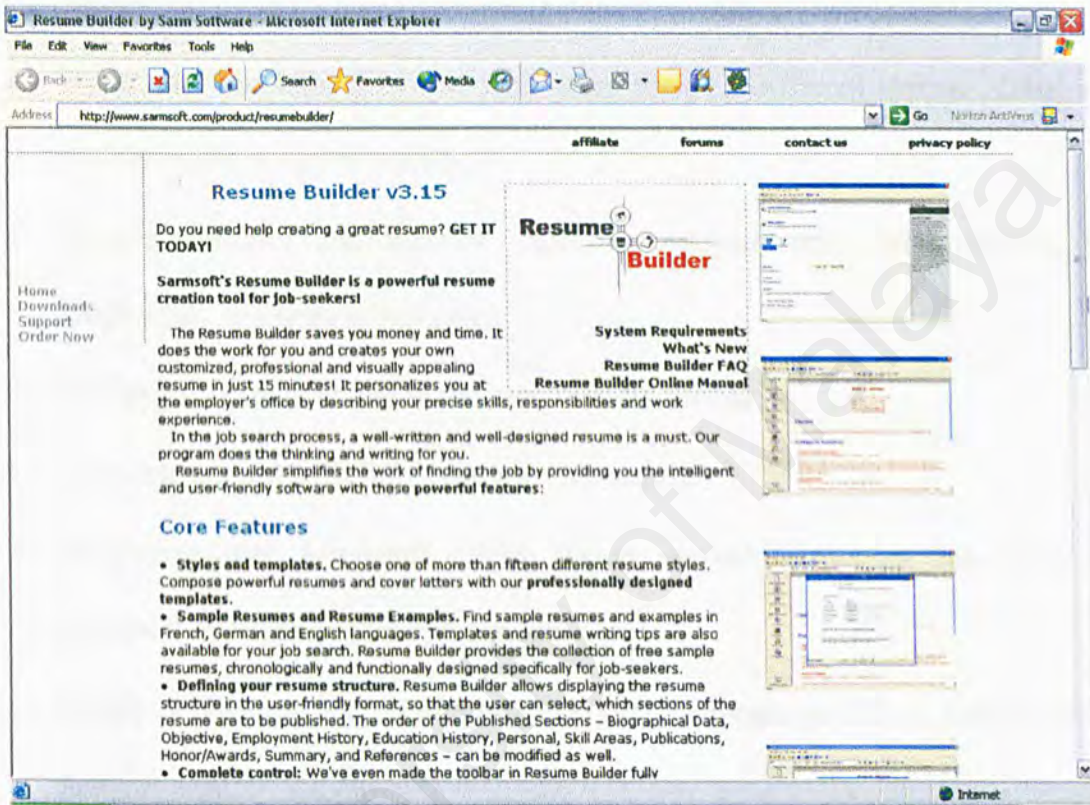 Resume Builder by Sarm Software - Microsoft Internet Explorer
File Edit View Favorites Tools Help
Back Search Favorites Media
Address http://www.sarmsoft.com/product/resumebuilder/ Go Norton AntiVirus
affiliate forums contact us privacy policy
Home
Downloads
Support
Order Now
Resume Builder v3.15
Do you need help creating a great resume? GET IT
TODAY!
Sarmsoft's Resume Builder is a powerful resume
creation tool for job-seekers!
The Resume Builder saves you money and time. It
does the work for you and creates your own
customized, professional and visually appealing
resume in just 15 minutes! It personalizes you at
the employer's office by describing your precise skills, responsibilities and work
experience.
In the job search process, a well-written and well-designed resume is a must. Our
program does the thinking and writing for you.
Resume Builder simplifies the work of finding the job by providing you the intelligent
and user-friendly software with these powerful features:
Resume
Builder
System Requirements
What's New
Resume Builder FAQ
Resume Builder Online Manual
Core Features
• Styles and templates. Choose one of more than fifteen different resume styles.
Compose powerful resumes and cover letters with our professionally designed
templates.
• Sample Resumes and Resume Examples. Find sample resumes and examples in
French, German and English languages. Templates and resume writing tips are also
available for your job search. Resume Builder provides the collection of free sample
resumes, chronologically and functionally designed specifically for job-seekers.
• Defining your resume structure. Resume Builder allows displaying the resume
structure in the user-friendly format, so that the user can select, which sections of the
resume are to be published. The order of the Published Sections – Biographical Data,
Objective, Employment History, Education History, Personal, Skill Areas, Publications,
Honor/Awards, Summary, and References – can be modified as well.
• Complete control: We've even made the toolbar in Resume Builder fully
Internet
of Malaya